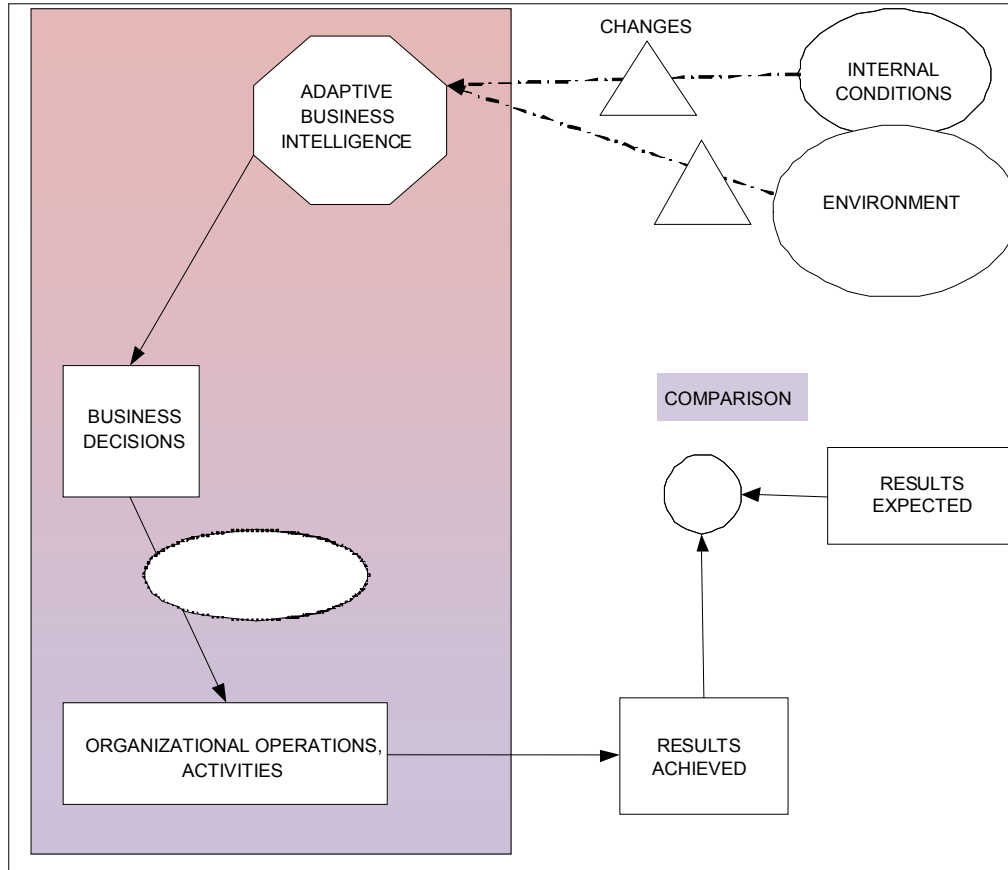 CHANGES
ADAPTIVE
BUSINESS
INTELLIGENCE
INTERNAL
CONDITIONS
ENVIRONMENT
BUSINESS
DECISIONS
COMPARISON
RESULTS
EXPECTED
ORGANIZATIONAL OPERATIONS,
ACTIVITIES
RESULTS
ACHIEVED